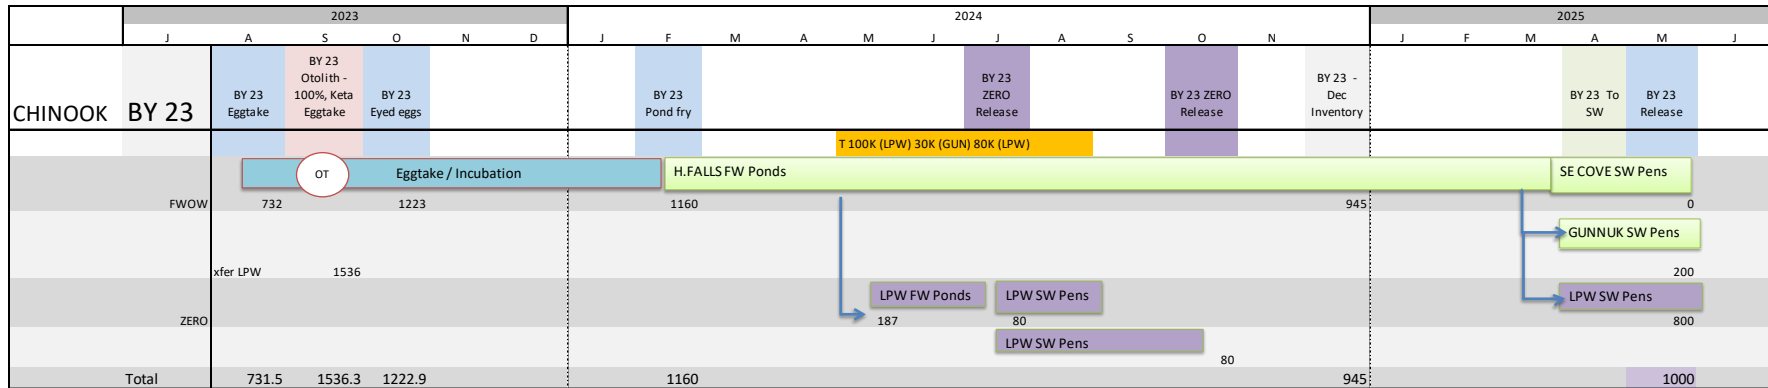 2023 2024 2025
J A S O N D J F M A M J J A S O N J F M A M J
CHINOOK BY 23
BY 23
Eggtake
BY 23
Otolith -
100%, Keta
Eggtake
BY 23
Eyed eggs
BY 23
Pond fry
BY 23
ZERO
Release
BY 23 ZERO
Release
BY 23 -
Dec
Inventory
BY 23 To
SW
BY 23
Release
T 100K (LPW) 30K (GUN) 80K (LPW)
OT Eggtake / Incubation H.FALLS FW Ponds SE COVE SW Pens
FWOW 732 1223 1160 945 0
GUNNUK SW Pens
xfer LPW 1536 200
LPW FW Ponds LPW SW Pens LPW SW Pens
ZERO 187 80 800
LPW SW Pens
80
Total 731.5 1536.3 1222.9 1160 945 1000